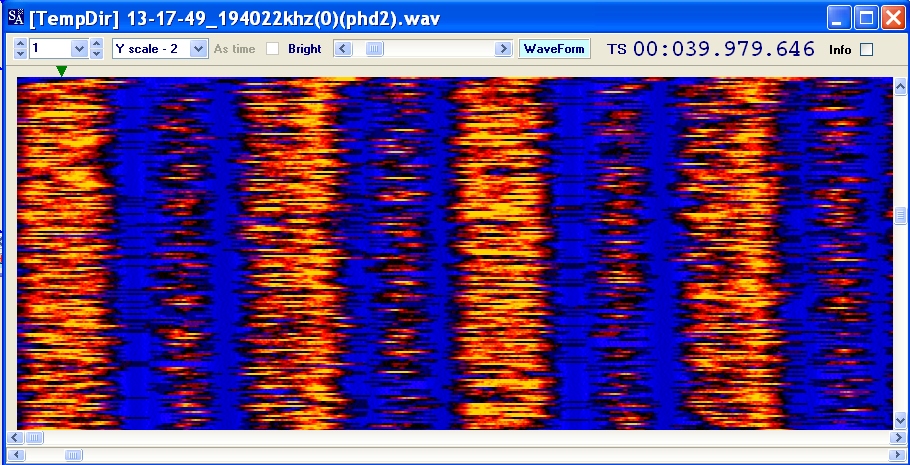 SA [TempDir] 13-17-49_194022khz(0)(phd2).wav
1 Y scale - 2 As time Bright WaveForm TS 00:039.979.646 Info